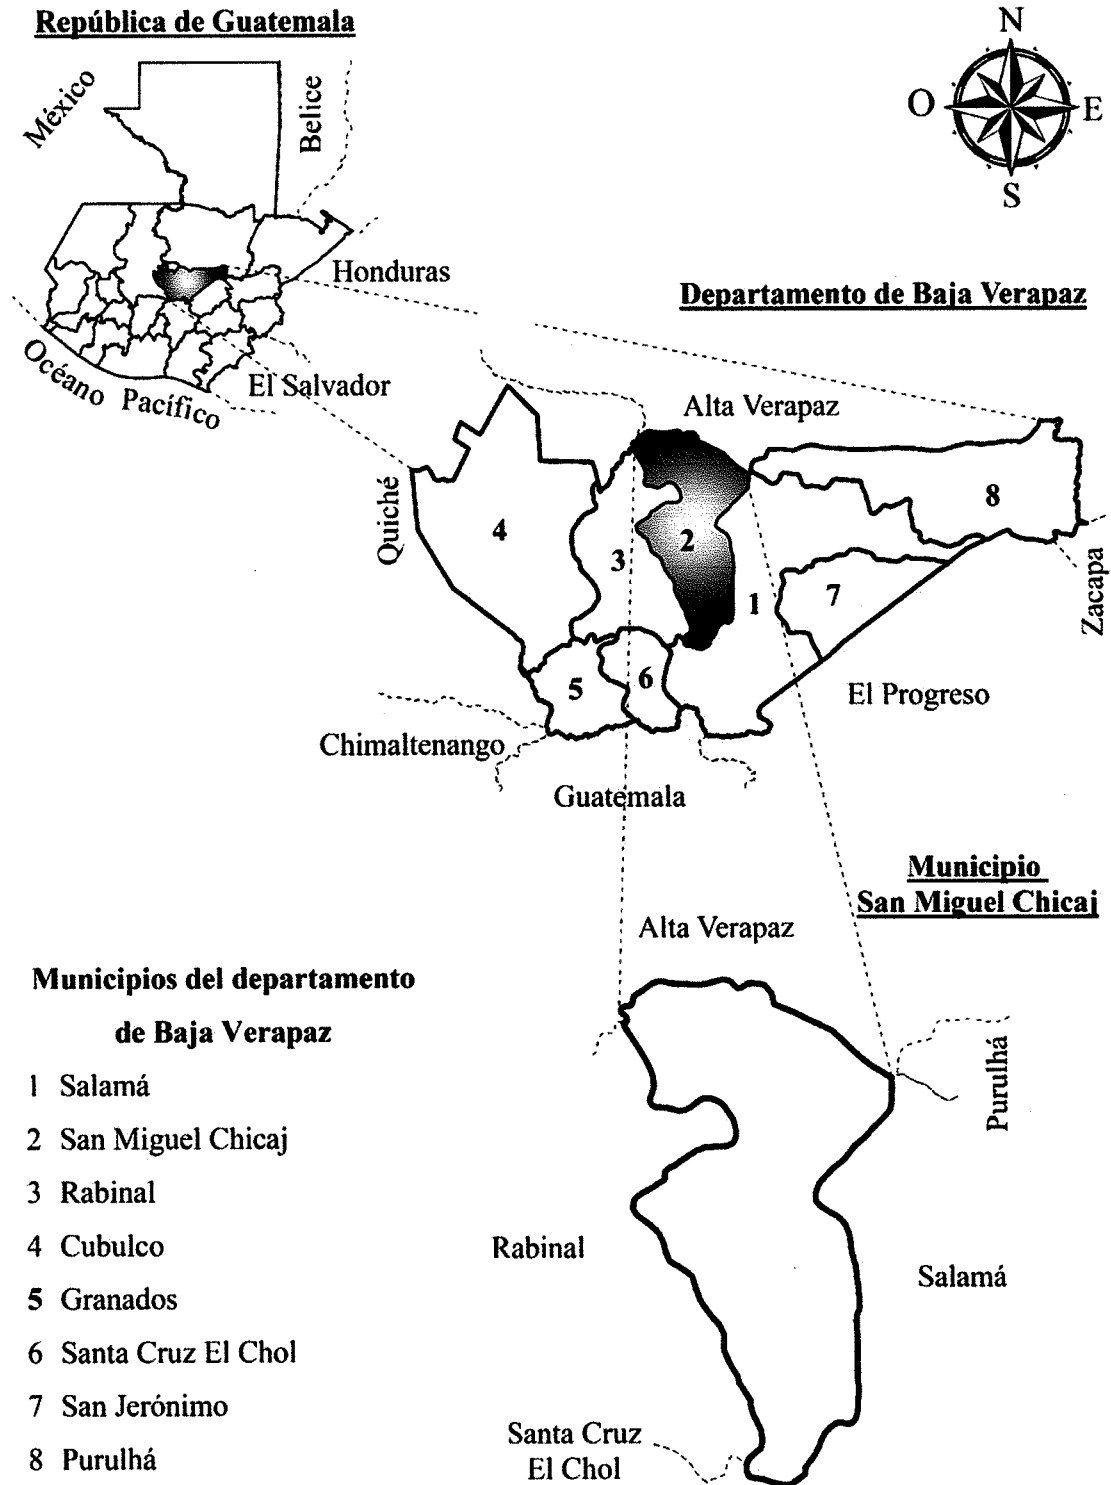 República de Guatemala
N
O
E
S
México
Belice
Honduras
El Salvador
Océano Pacífico
Departamento de Baja Verapaz
Alta Verapaz
Quiché
4
3
2
1
8
7
5
6
Zacapa
El Progreso
Chimaltenango
Guatemala
Municipio
San Miguel Chicaj
Alta Verapaz
Purulhá
Rabinal
Salamá
Santa Cruz
El Chol
Municipios del departamento
de Baja Verapaz
1 Salamá
2 San Miguel Chicaj
3 Rabinal
4 Cubulco
5 Granados
6 Santa Cruz El Chol
7 San Jerónimo
8 Purulhá